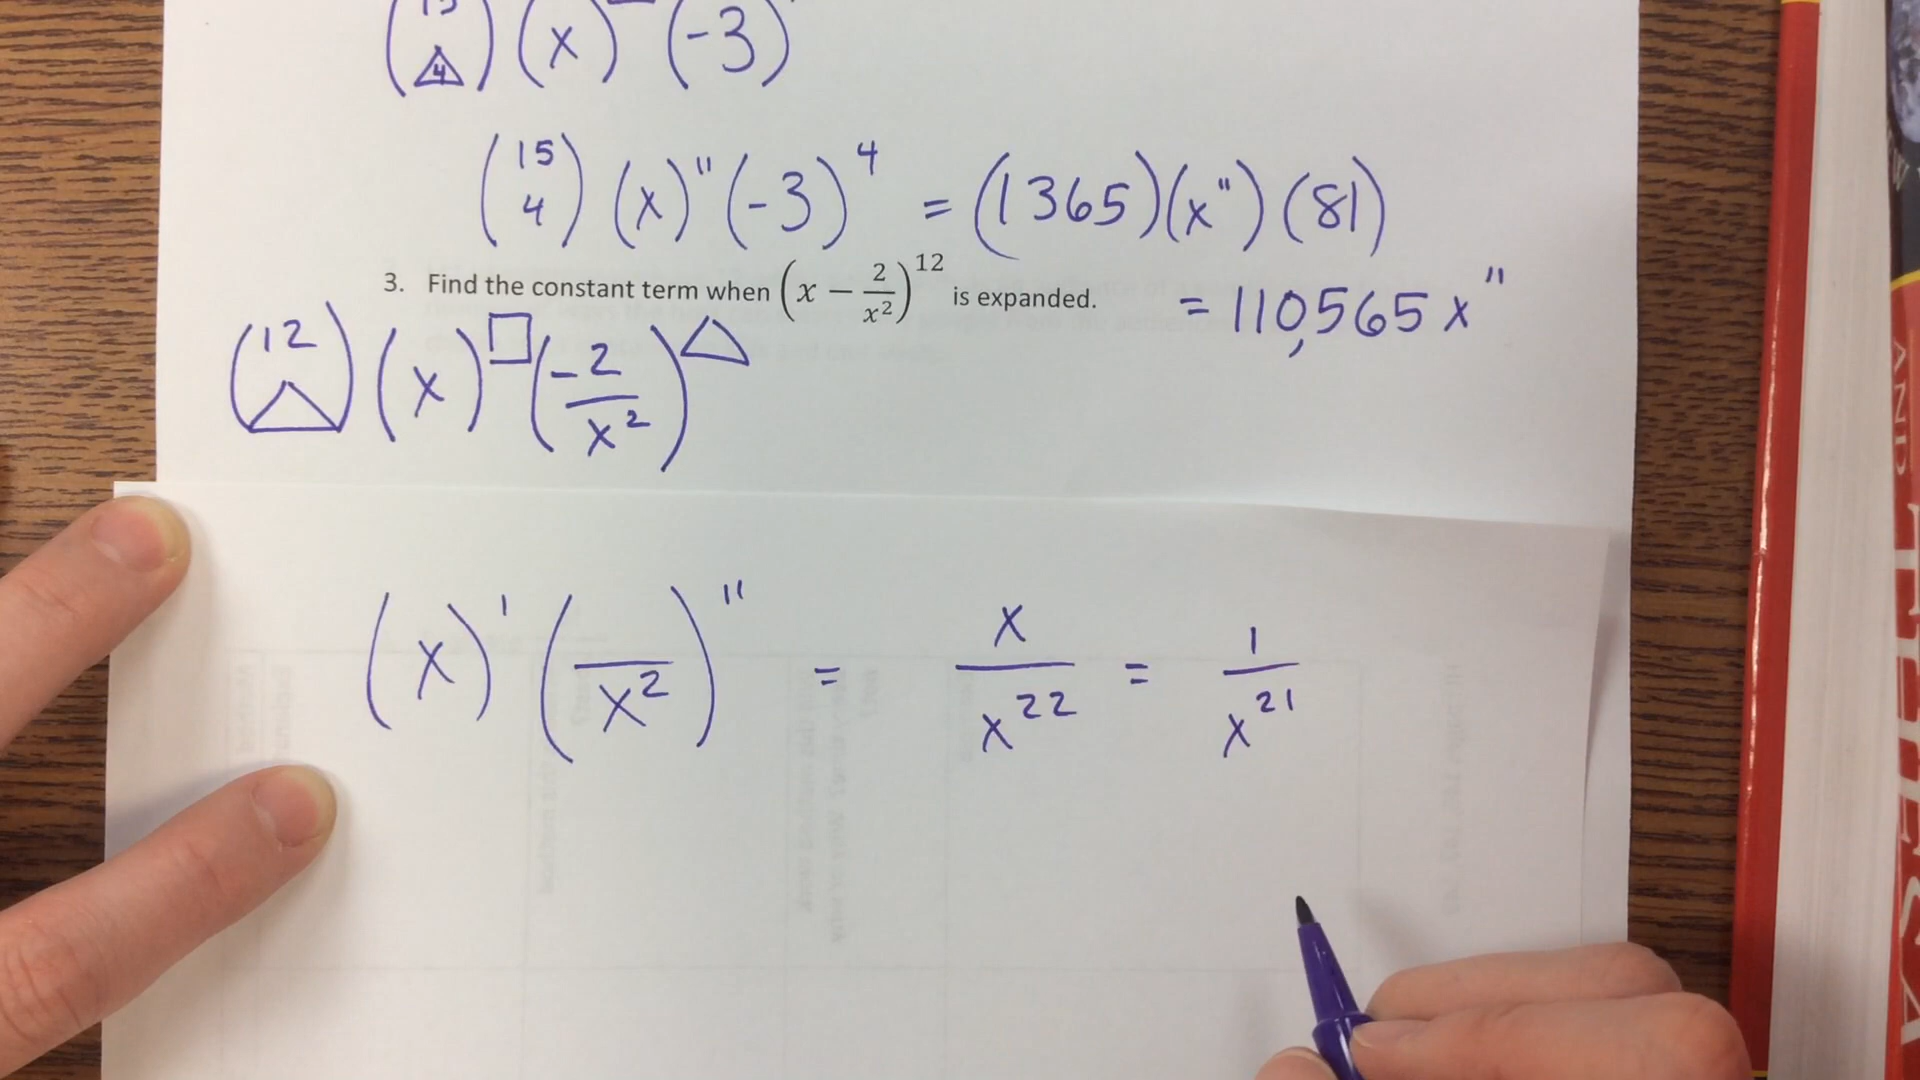 (15 / 4) (x) (-3)
(15 / 4) (x)^11 (-3)^4 = (1365)(x^11)(81)
3. Find the constant term when (x − 2/x^2)^12 is expanded.
= 110,565 x^11
(12 / △) (x)^□ (-2/x^2)^△
(x)^1 ( /x^2)^11 = x/x^22 = 1/x^21
AND